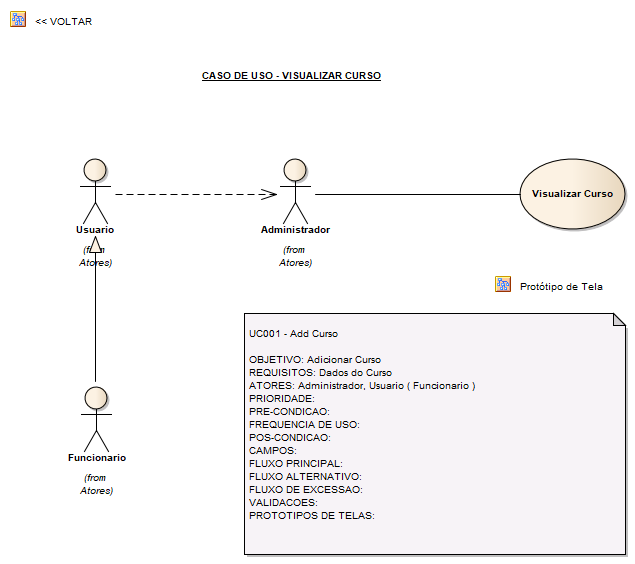 << VOLTAR
CASO DE USO - VISUALIZAR CURSO
Visualizar Curso
Usuario
Administrador
(from
Atores)
(from
Atores)
Protótipo de Tela
UC001 - Add Curso
OBJETIVO: Adicionar Curso
REQUISITOS: Dados do Curso
ATORES: Administrador, Usuario ( Funcionario )
PRIORIDADE:
PRE-CONDICAO:
FREQUENCIA DE USO:
POS-CONDICAO:
CAMPOS:
FLUXO PRINCIPAL:
FLUXO ALTERNATIVO:
FLUXO DE EXCESSAO:
VALIDACOES:
PROTOTIPOS DE TELAS:
Funcionario
(from
Atores)